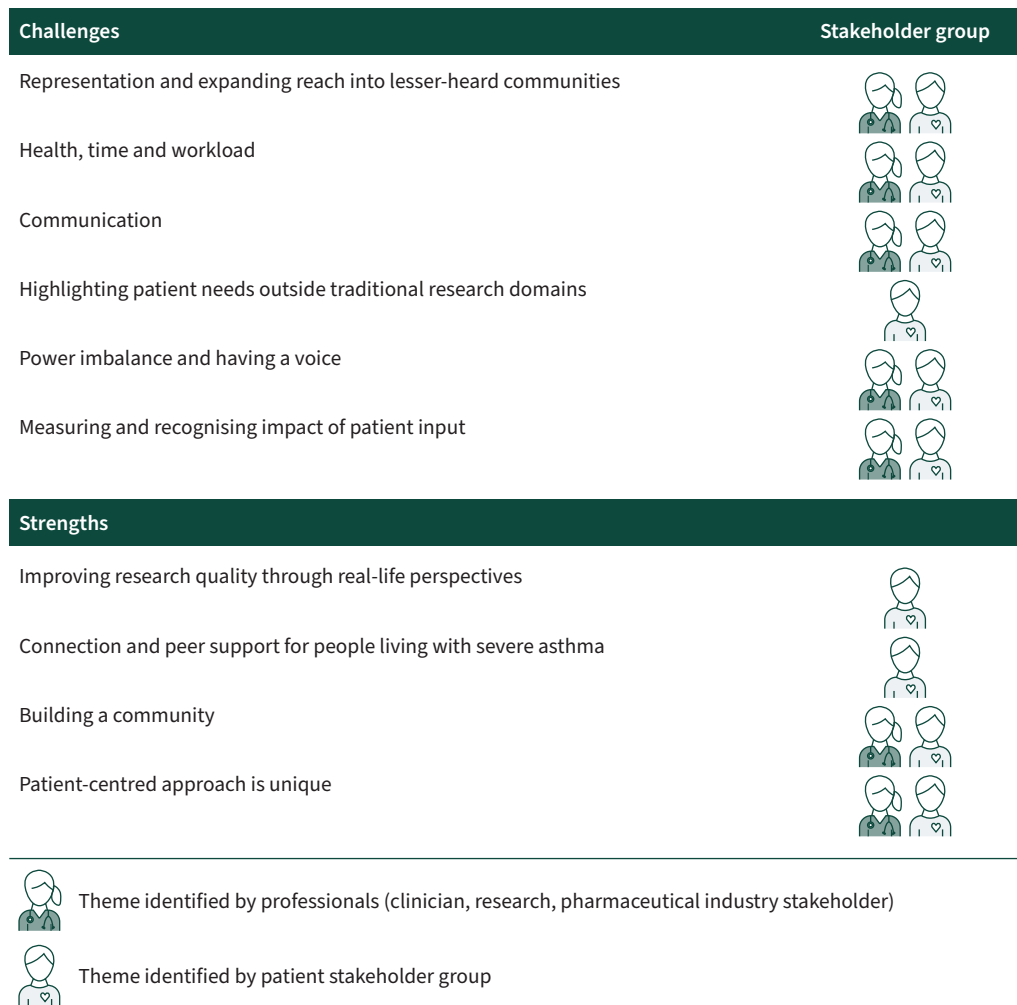 Challenges Stakeholder group
Representation and expanding reach into lesser-heard communities
Health, time and workload
Communication
Highlighting patient needs outside traditional research domains
Power imbalance and having a voice
Measuring and recognising impact of patient input
Strengths
Improving research quality through real-life perspectives
Connection and peer support for people living with severe asthma
Building a community
Patient-centred approach is unique
Theme identified by professionals (clinician, research, pharmaceutical industry stakeholder)
Theme identified by patient stakeholder group